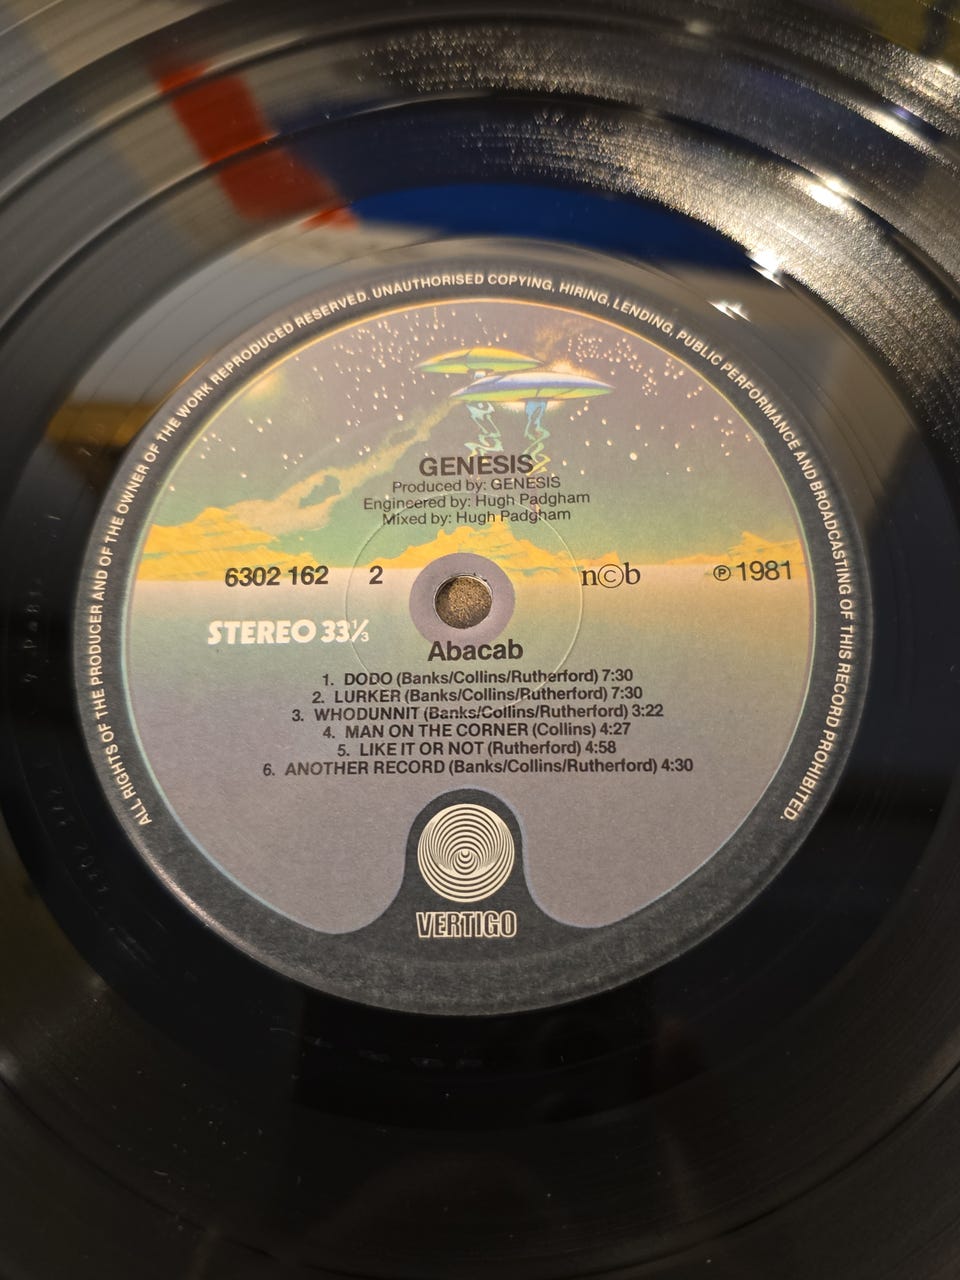 ALL RIGHTS OF THE PRODUCER AND OF THE OWNER OF THE WORK REPRODUCED RESERVED. UNAUTHORISED COPYING, HIRING, LENDING, PUBLIC PERFORMANCE AND BROADCASTING OF THIS RECORD PROHIBITED.
GENESIS
Produced by: GENESIS
Engineered by: Hugh Padgham
Mixed by: Hugh Padgham
6302 162 2 n©b ℗ 1981
STEREO 33⅓
Abacab
1. DODO (Banks/Collins/Rutherford) 7:30
2. LURKER (Banks/Collins/Rutherford) 7:30
3. WHODUNNIT (Banks/Collins/Rutherford) 3:22
4. MAN ON THE CORNER (Collins) 4:27
5. LIKE IT OR NOT (Rutherford) 4:58
6. ANOTHER RECORD (Banks/Collins/Rutherford) 4:30
VERTIGO